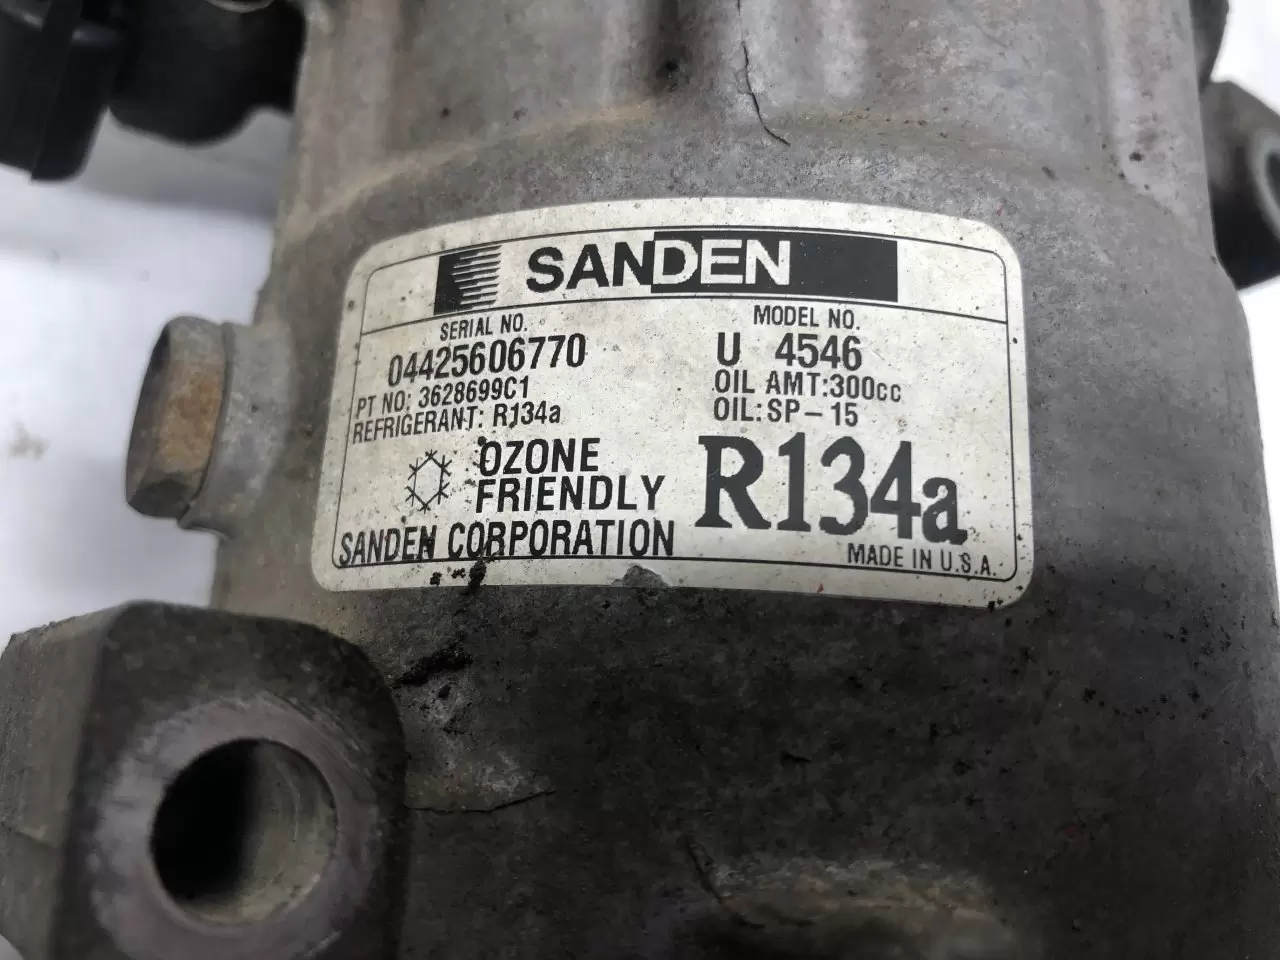 SANDEN
SERIAL NO. MODEL NO.
04425606770 U 4546
PT NO: 3628699C1 OIL AMT:300cc
REFRIGERANT: R134a OIL:SP-15
OZONE
FRIENDLY R134a
SANDEN CORPORATION MADE IN U.S.A.